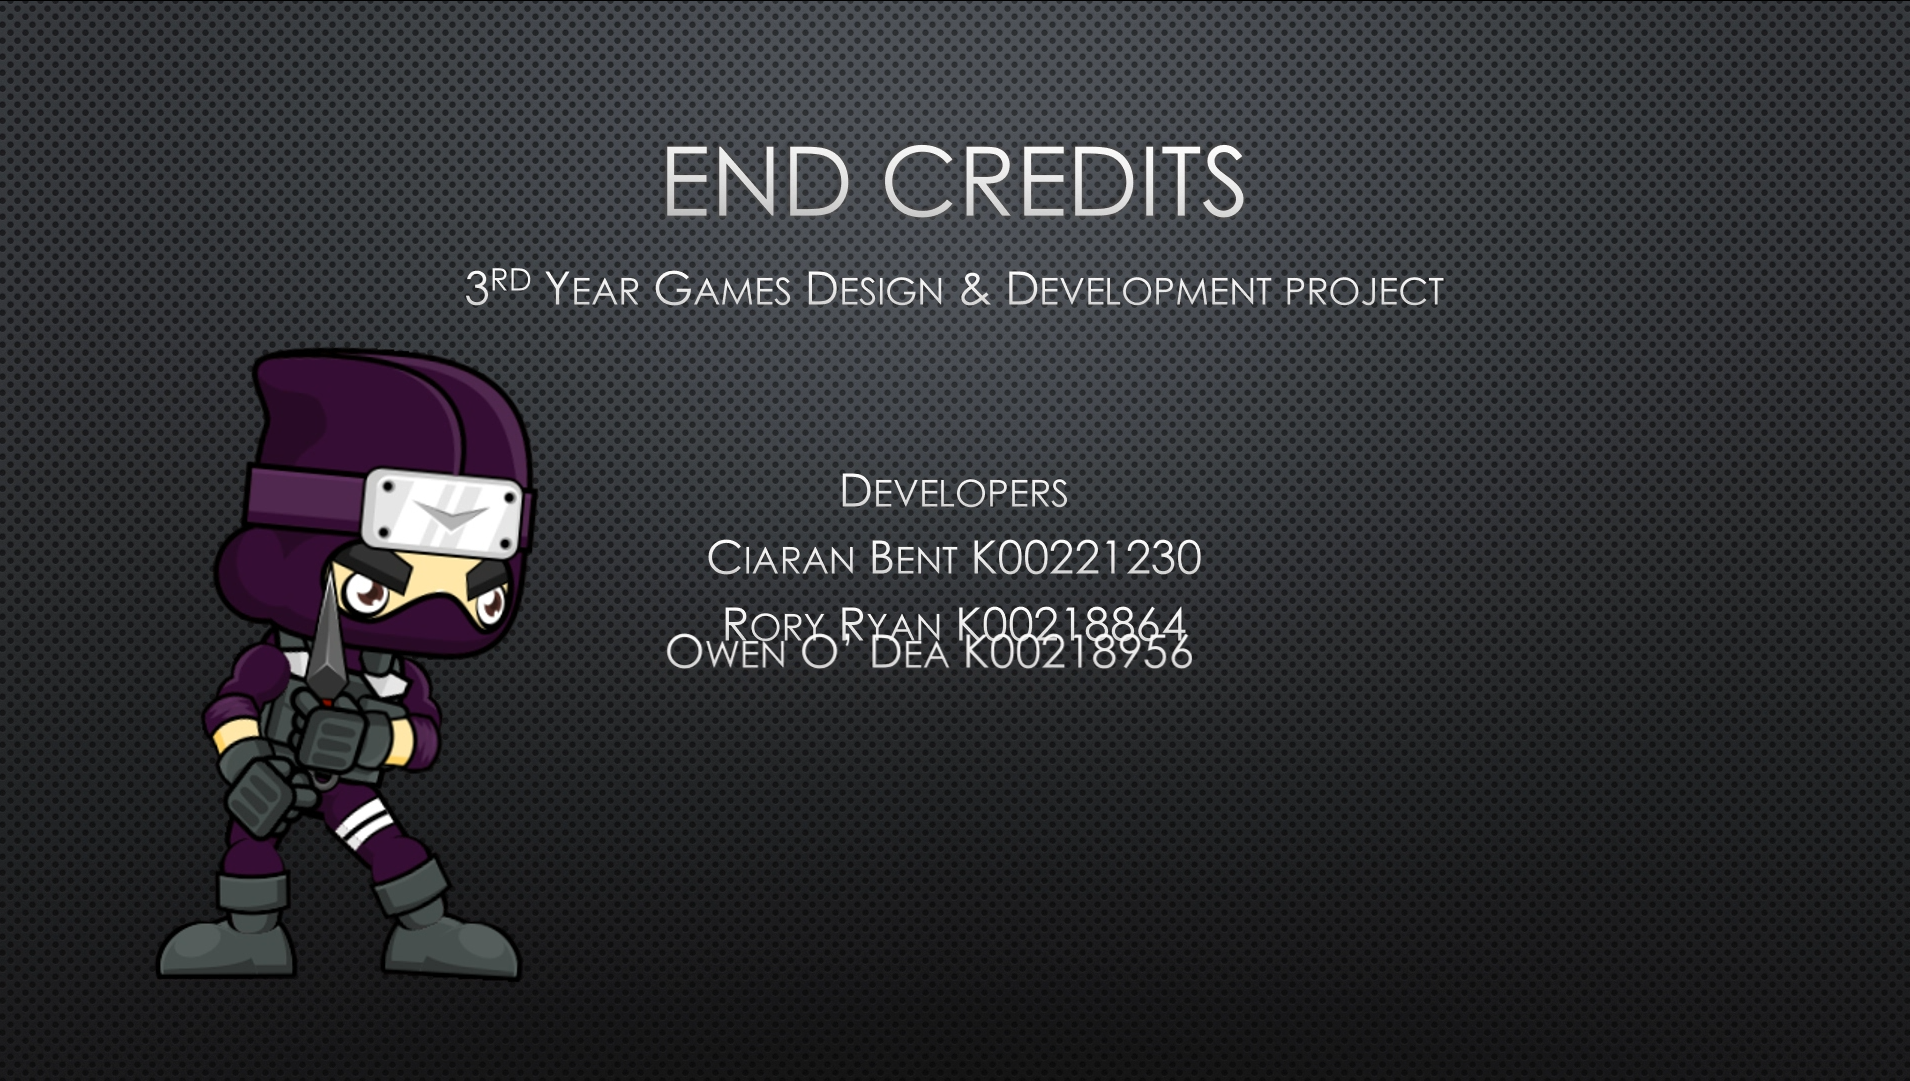 END CREDITS
3RD YEAR GAMES DESIGN & DEVELOPMENT PROJECT
DEVELOPERS
CIARAN BENT K00221230
RORY RYAN K00218864
OWEN O' DEA K00218956